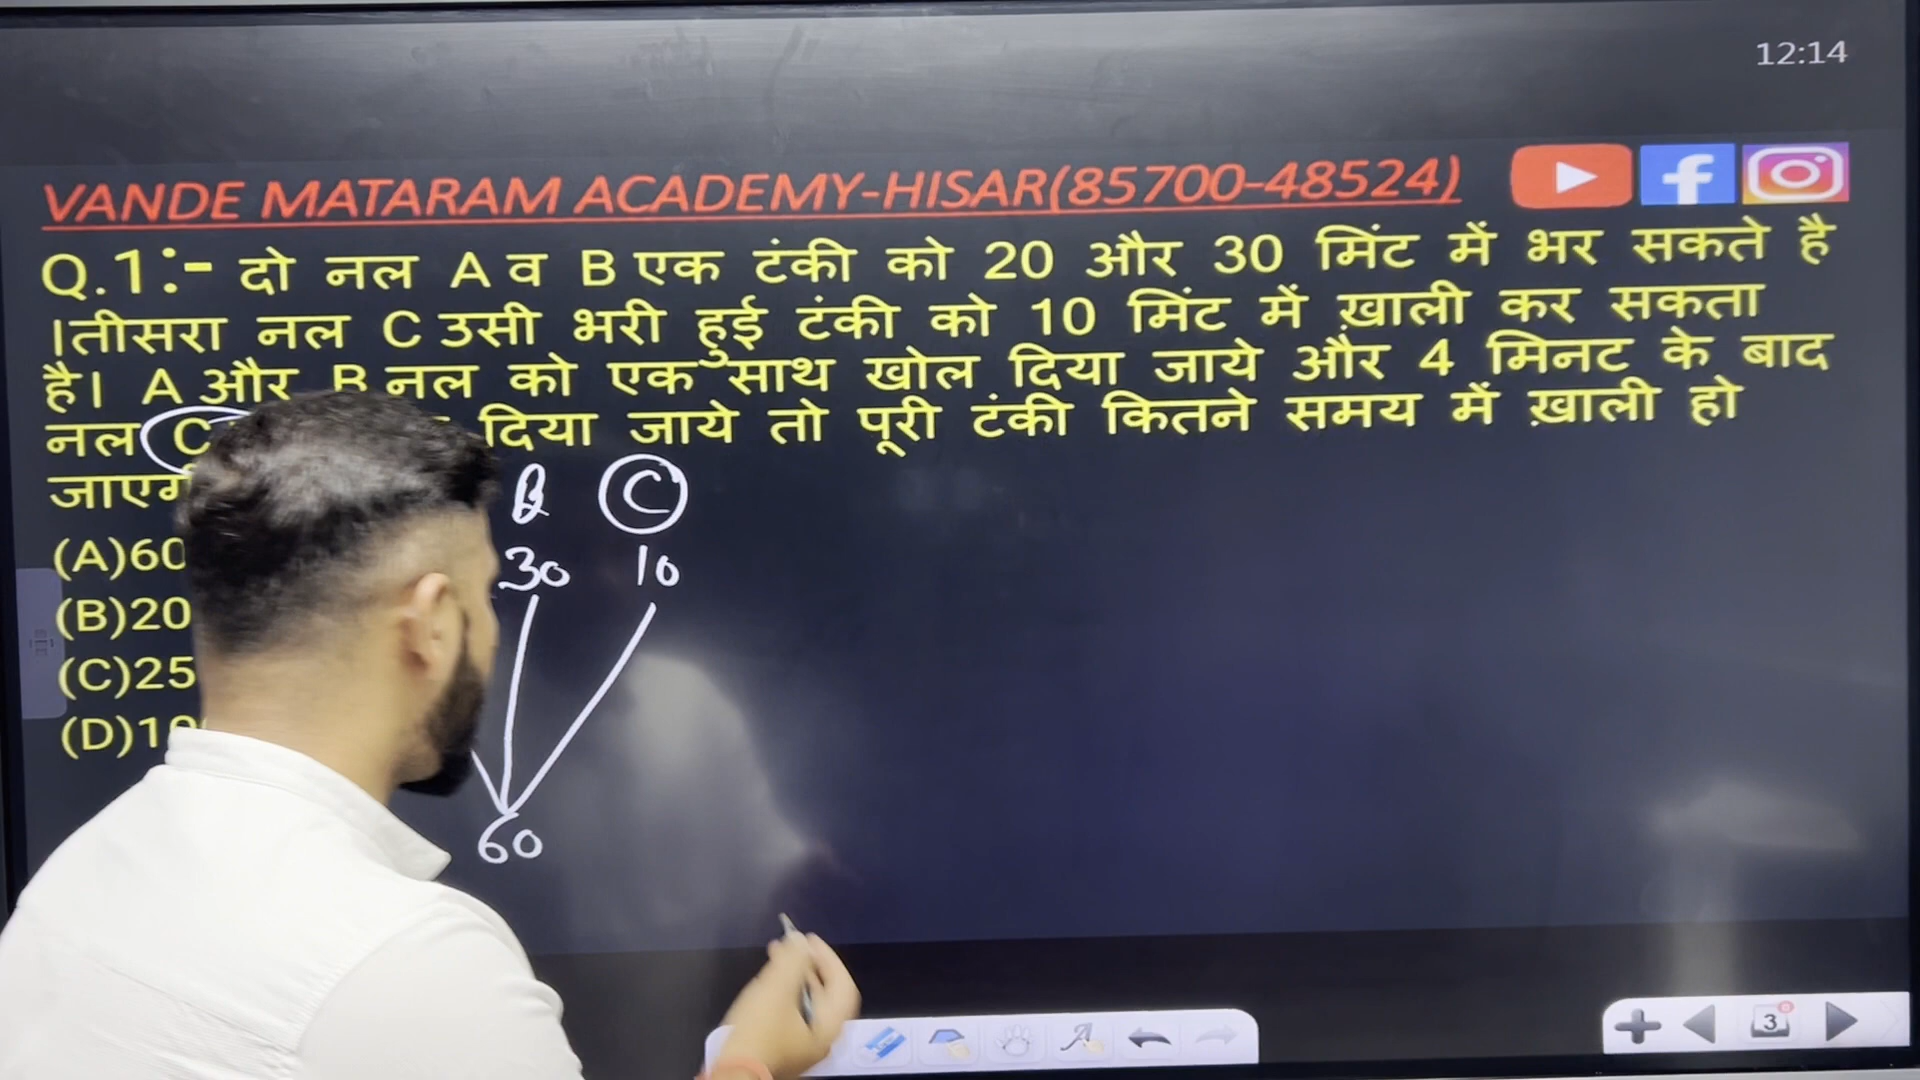 12:14
VANDE MATARAM ACADEMY-HISAR(85700-48524)
Q.1:- दो नल A व B एक टंकी को 20 और 30 मिंट में भर सकते है
।तीसरा नल C उसी भरी हुई टंकी को 10 मिंट में ख़ाली कर सकता
है। A और B नल को एक साथ खोल दिया जाये और 4 मिनट के बाद
नल C दिया जाये तो पूरी टंकी कितने समय में ख़ाली हो
B C
(A)60
30 10
(B)20
(C)25
(D)
60
3